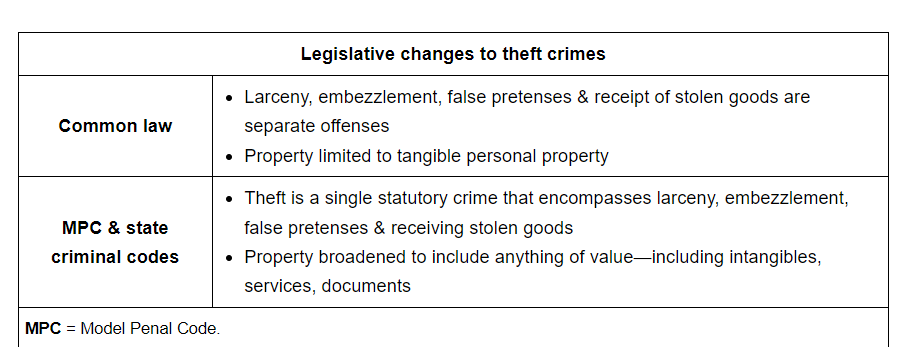 Legislative changes to theft crimes
Common law
• Larceny, embezzlement, false pretenses & receipt of stolen goods are
separate offenses
• Property limited to tangible personal property
MPC & state
criminal codes
• Theft is a single statutory crime that encompasses larceny, embezzlement,
false pretenses & receiving stolen goods
• Property broadened to include anything of value—including intangibles,
services, documents
MPC = Model Penal Code.